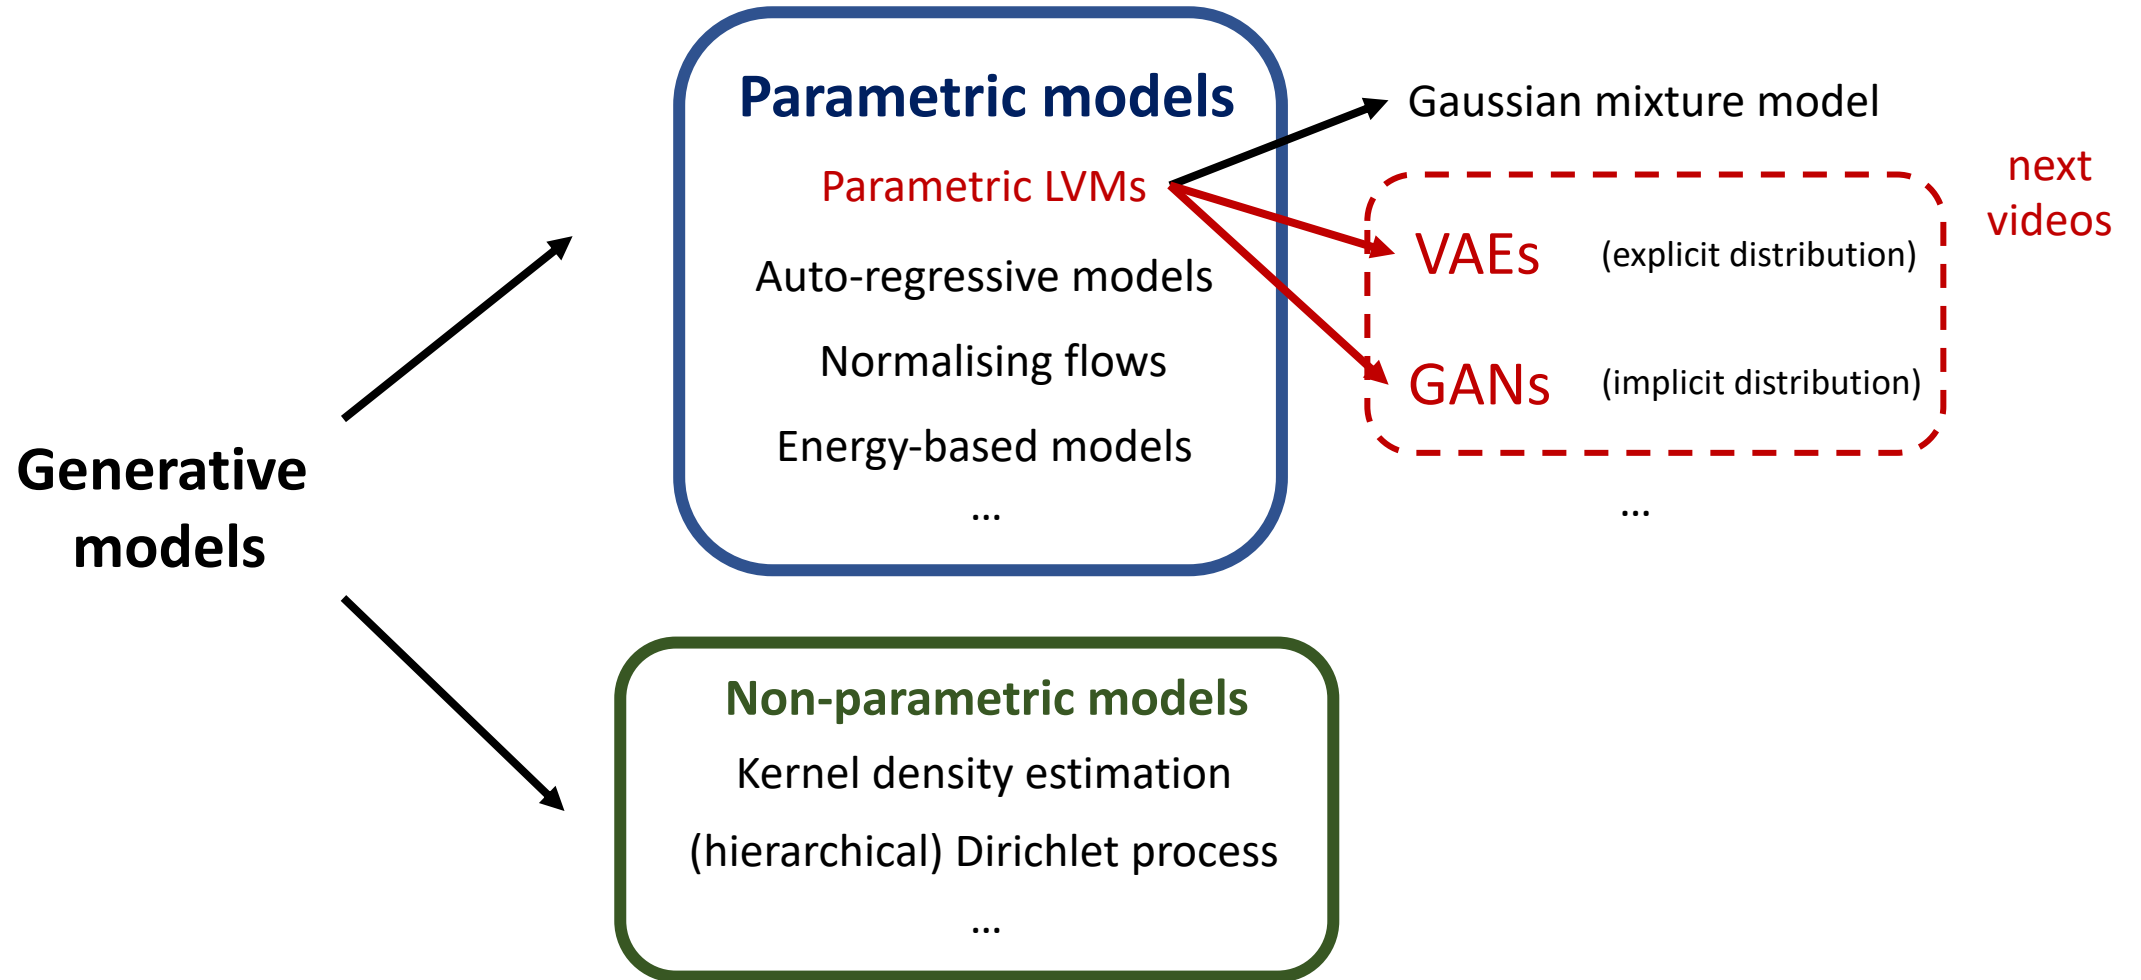 Generative
models
Parametric models
Parametric LVMs
Auto-regressive models
Normalising flows
Energy-based models
...
Gaussian mixture model
next
videos
VAEs (explicit distribution)
GANs (implicit distribution)
...
Non-parametric models
Kernel density estimation
(hierarchical) Dirichlet process
...